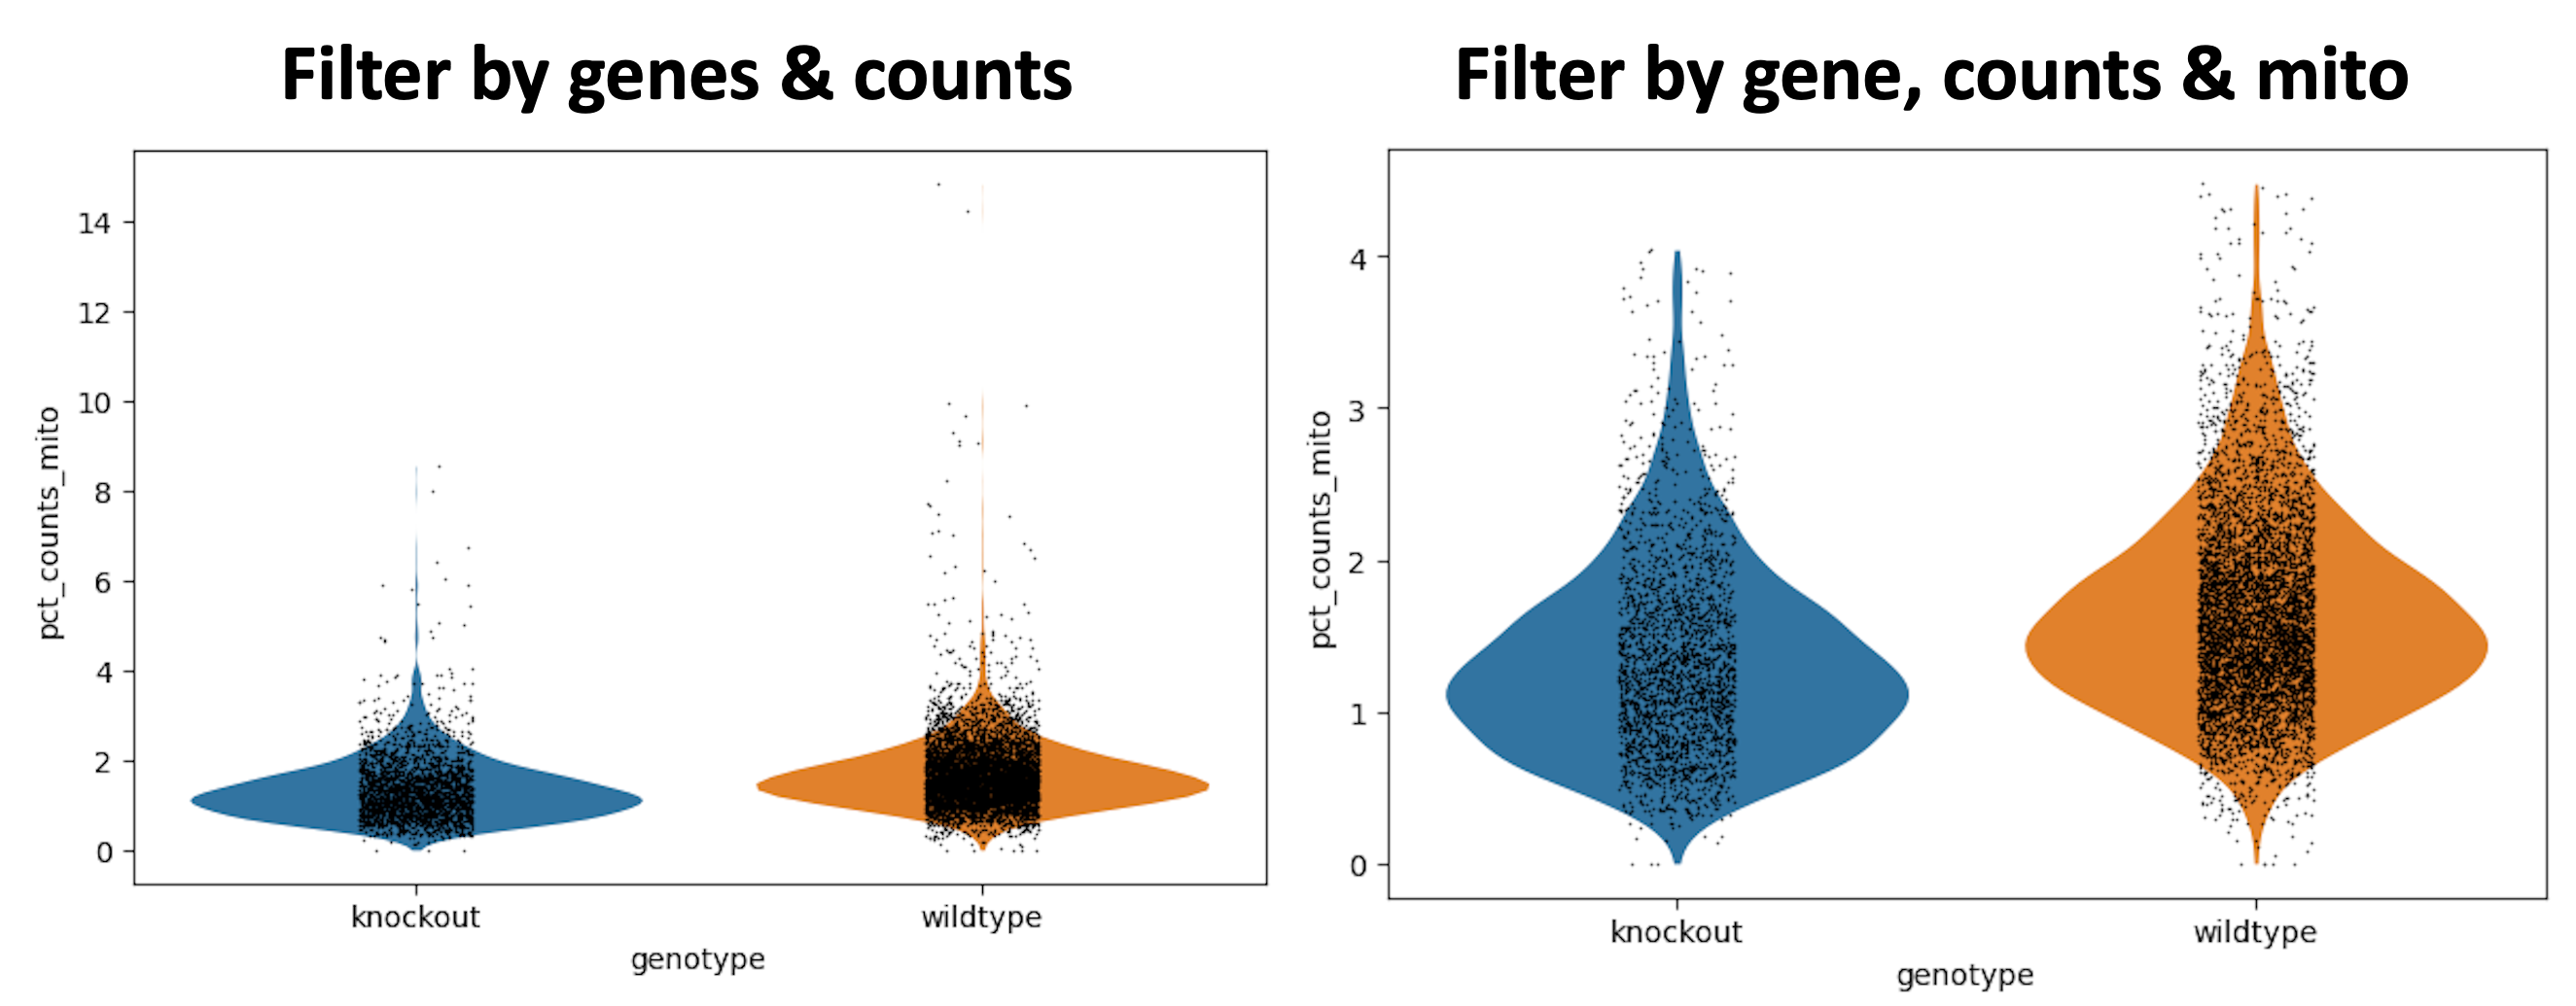 Filter by genes & counts
pct_counts_mito
14
12
10
8
6
4
2
0
knockout
wildtype
genotype
Filter by gene, counts & mito
pct_counts_mito
4
3
2
1
0
knockout
wildtype
genotype